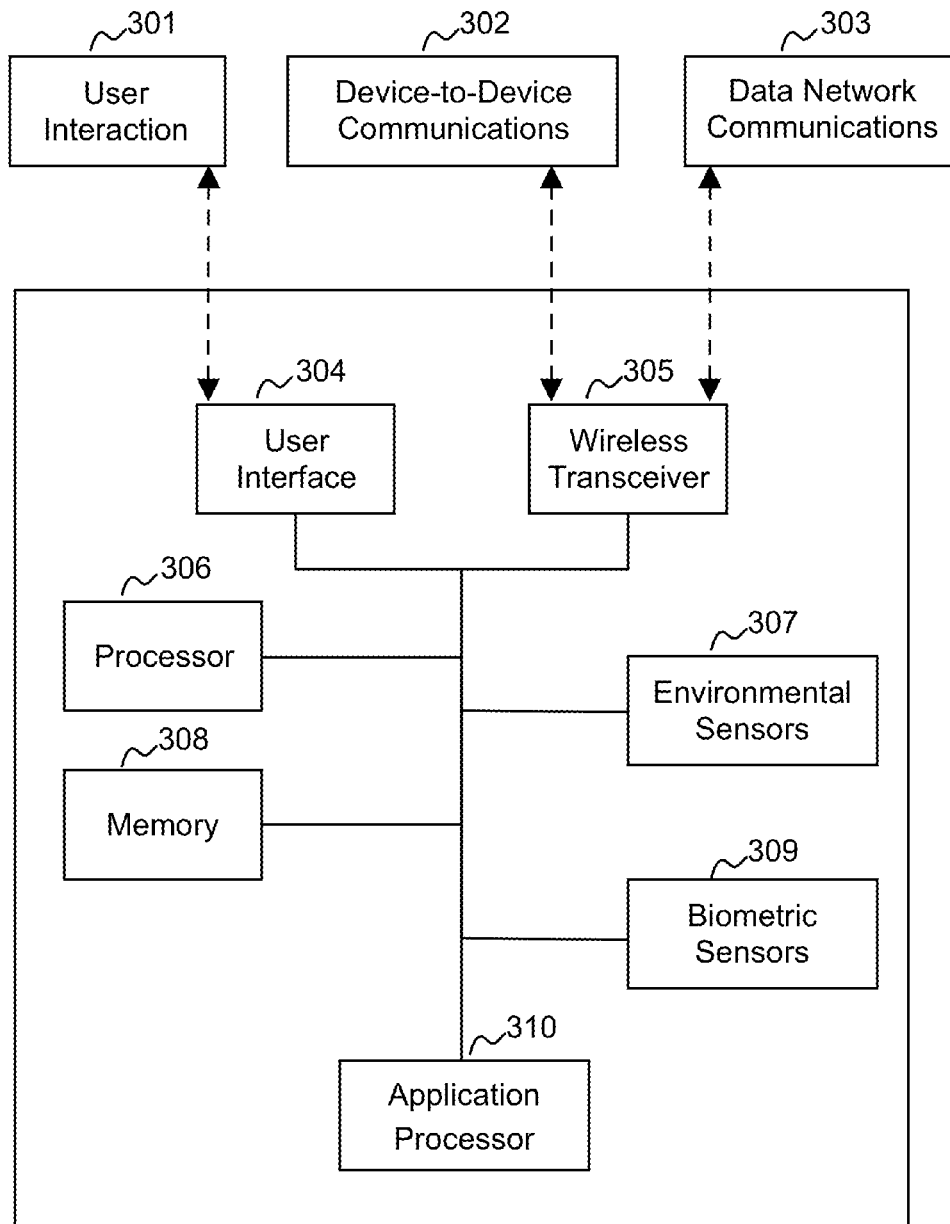 301
User
Interaction
302
Device-to-Device
Communications
303
Data Network
Communications
304
User
Interface
305
Wireless
Transceiver
306
Processor
307
Environmental
Sensors
308
Memory
309
Biometric
Sensors
310
Application
Processor